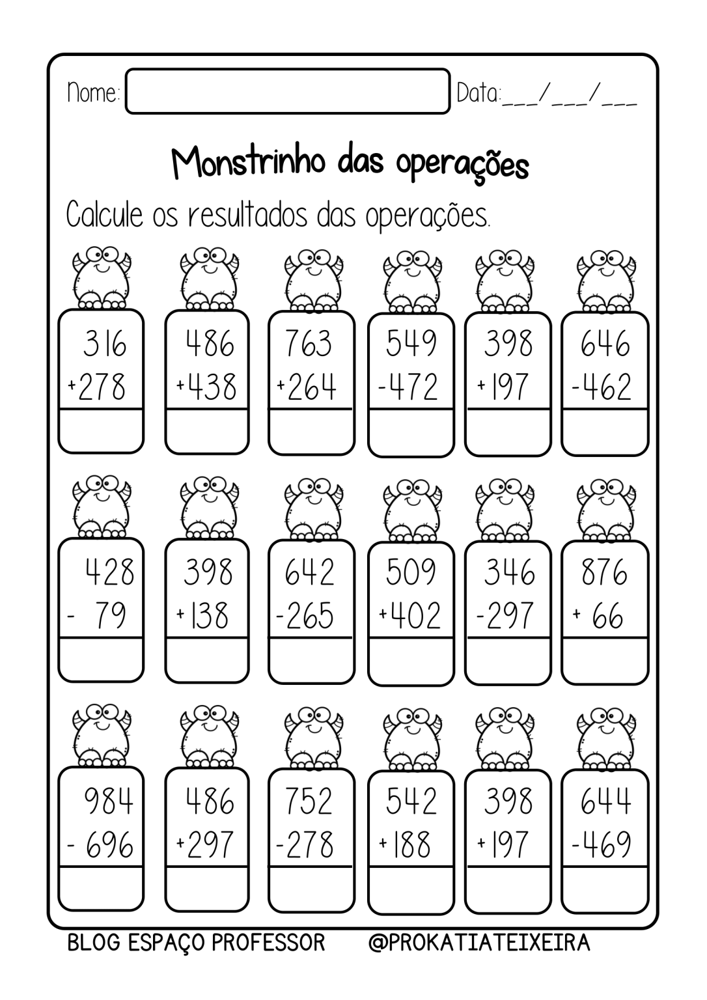 Nome: Data:___/___/___
Monstrinho das operações
Calcule os resultados das operações.
316 486 763 549 398 646
+278 +438 +264 -472 +197 -462
428 398 642 509 346 876
- 79 +138 -265 +402 -297 + 66
984 486 752 542 398 644
- 696 +297 -278 +188 +197 -469
BLOG ESPAÇO PROFESSOR @PROKATIATEIXEIRA